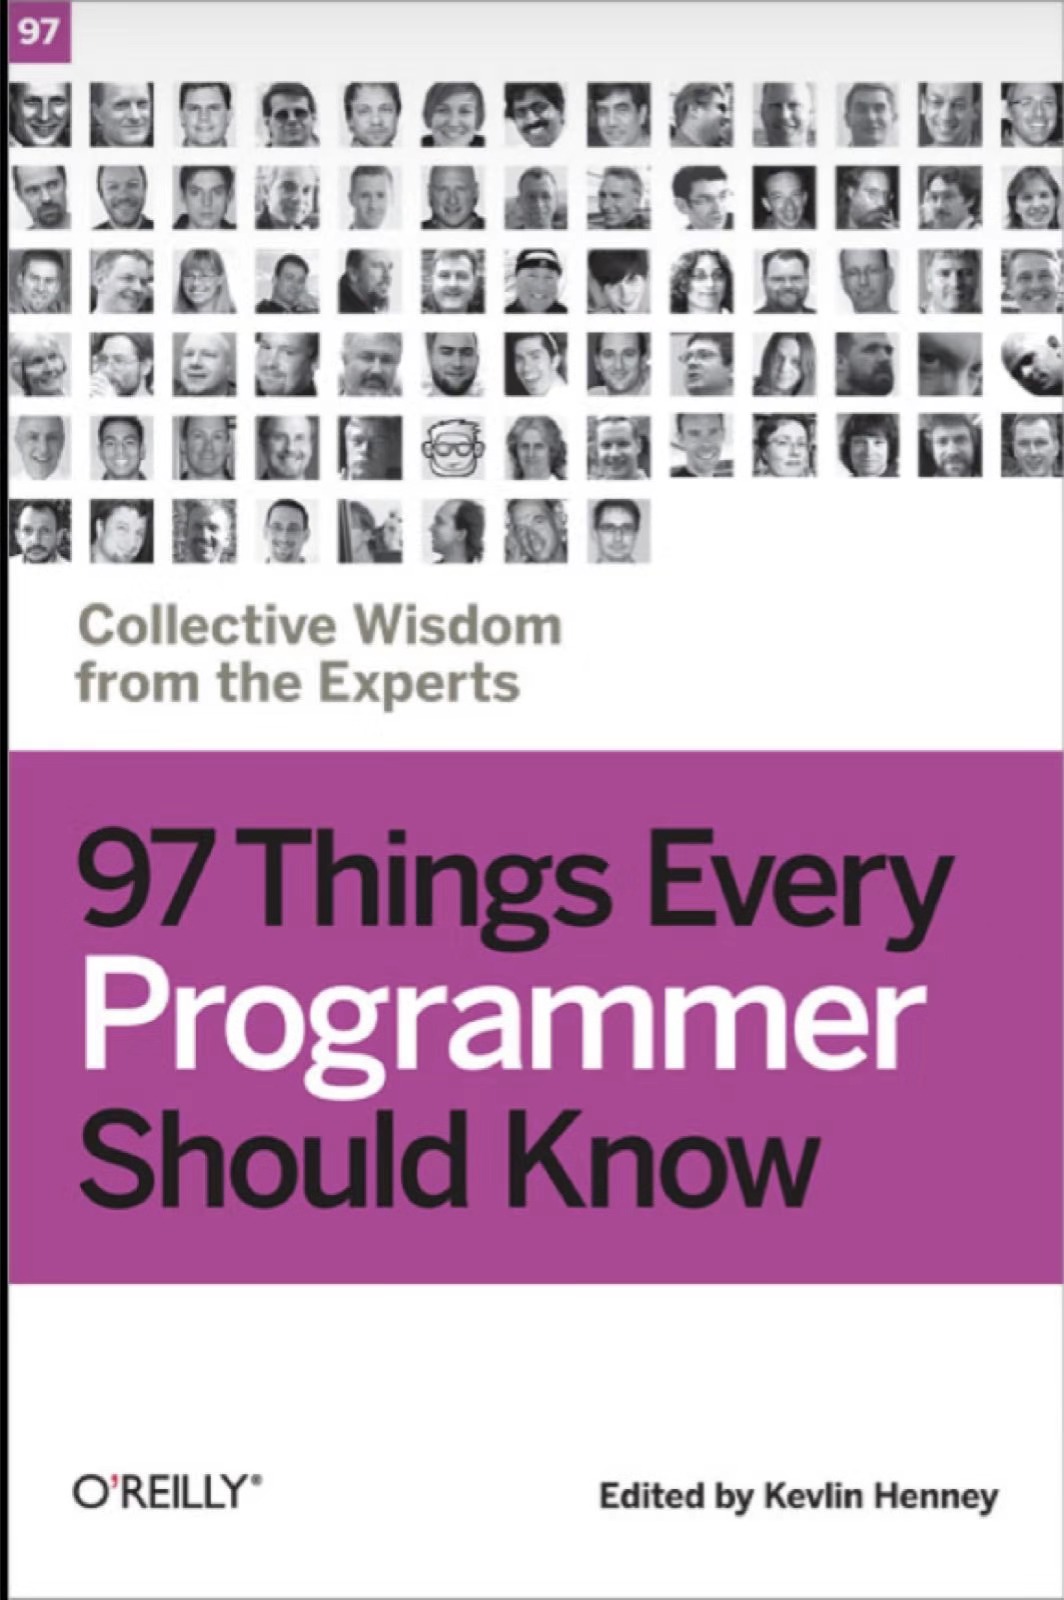 97
Collective Wisdom
from the Experts
97 Things Every
Programmer
Should Know
O'REILLY®
Edited by Kevlin Henney